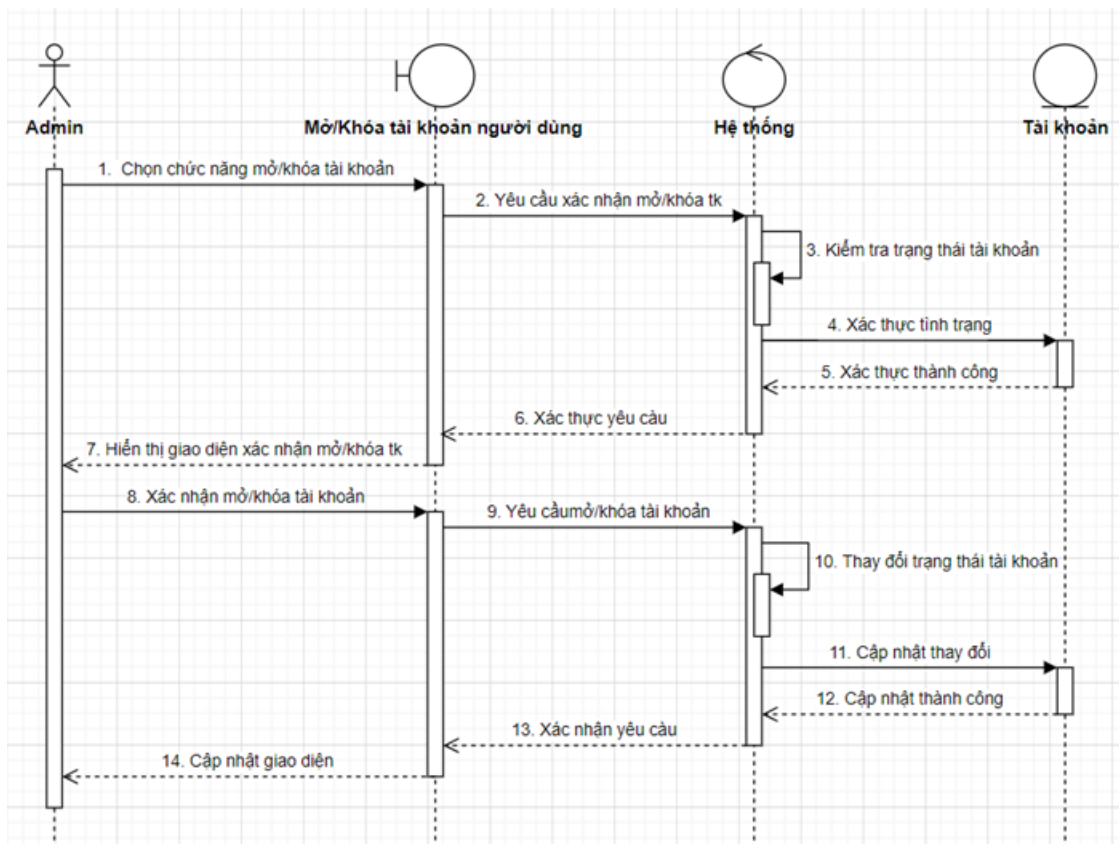 Admin
Mở/Khóa tài khoản người dùng
Hệ thống
Tài khoản
1. Chọn chức năng mở/khóa tài khoản
2. Yêu cầu xác nhận mở/khóa tk
3. Kiểm tra trạng thái tài khoản
4. Xác thực tình trạng
5. Xác thực thành công
6. Xác thực yêu càu
7. Hiển thị giao diện xác nhận mở/khóa tk
8. Xác nhận mở/khóa tài khoản
9. Yêu cầumở/khóa tài khoản
10. Thay đổi trạng thái tài khoản
11. Cập nhật thay đổi
12. Cập nhật thành công
13. Xác nhận yêu càu
14. Cập nhật giao diện